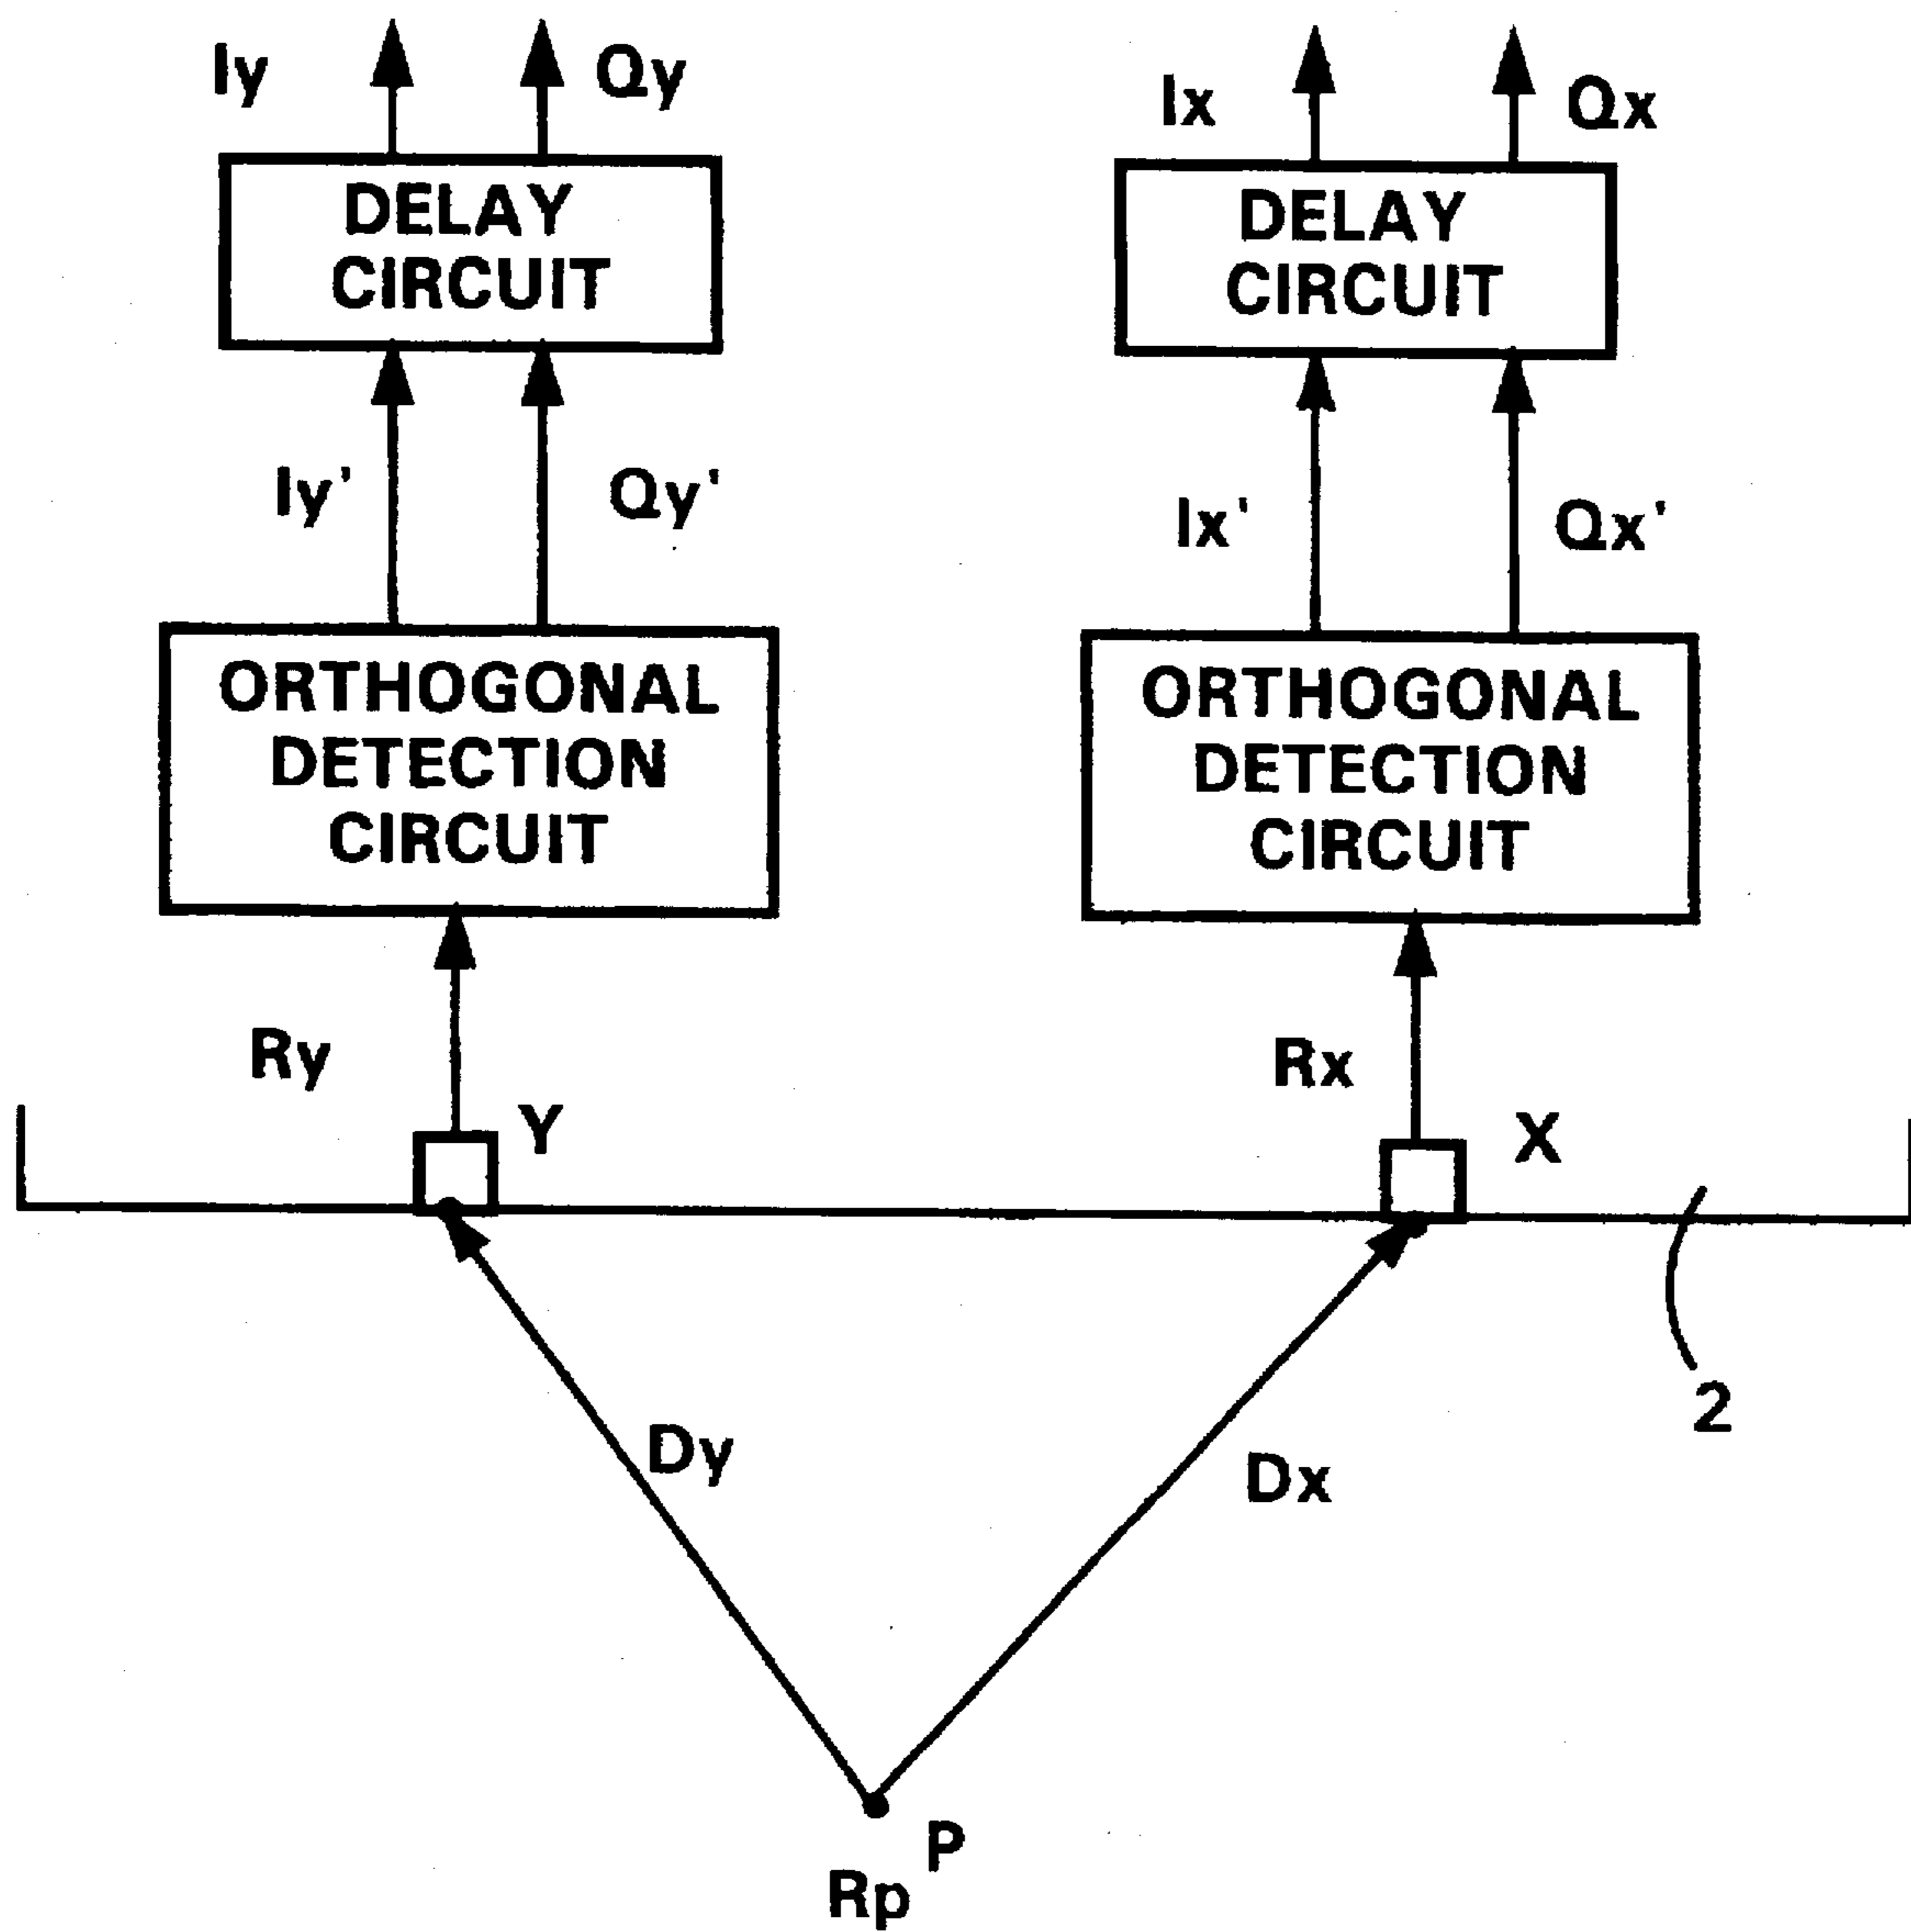 Iy
Qy
Ix
Qx
DELAY
CIRCUIT
DELAY
CIRCUIT
Iy'
Qy'
Ix'
Qx'
ORTHOGONAL
DETECTION
CIRCUIT
ORTHOGONAL
DETECTION
CIRCUIT
Ry
Y
Rx
X
2
Dy
Dx
P
Rp